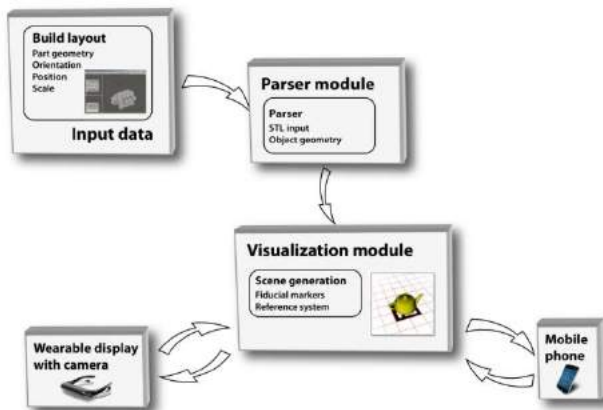 Build layout
Part geometry
Orientation
Position
Scale
Input data
Parser module
Parser
STL input
Object geometry
Visualization module
Scene generation
Fiducial markers
Reference system
Wearable display
with camera
Mobile
phone